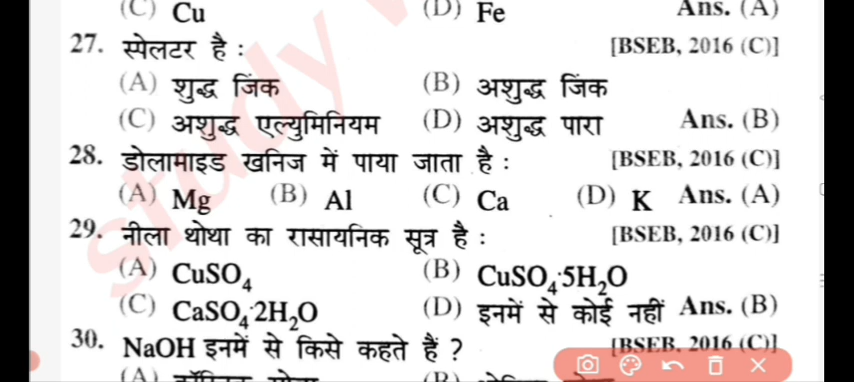 (C) Cu (D) Fe Ans. (A)
27. स्पेलटर है : [BSEB, 2016 (C)]
(A) शुद्ध जिंक (B) अशुद्ध जिंक
(C) अशुद्ध एल्युमिनियम (D) अशुद्ध पारा Ans. (B)
28. डोलामाइड खनिज में पाया जाता है : [BSEB, 2016 (C)]
(A) Mg (B) Al (C) Ca (D) K Ans. (A)
29. नीला थोथा का रासायनिक सूत्र है : [BSEB, 2016 (C)]
(A) CuSO₄ (B) CuSO₄·5H₂O
(C) CaSO₄·2H₂O (D) इनमें से कोई नहीं Ans. (B)
30. NaOH इनमें से किसे कहते हैं ? [BSEB, 2016 (C)]
(A) (B)
study